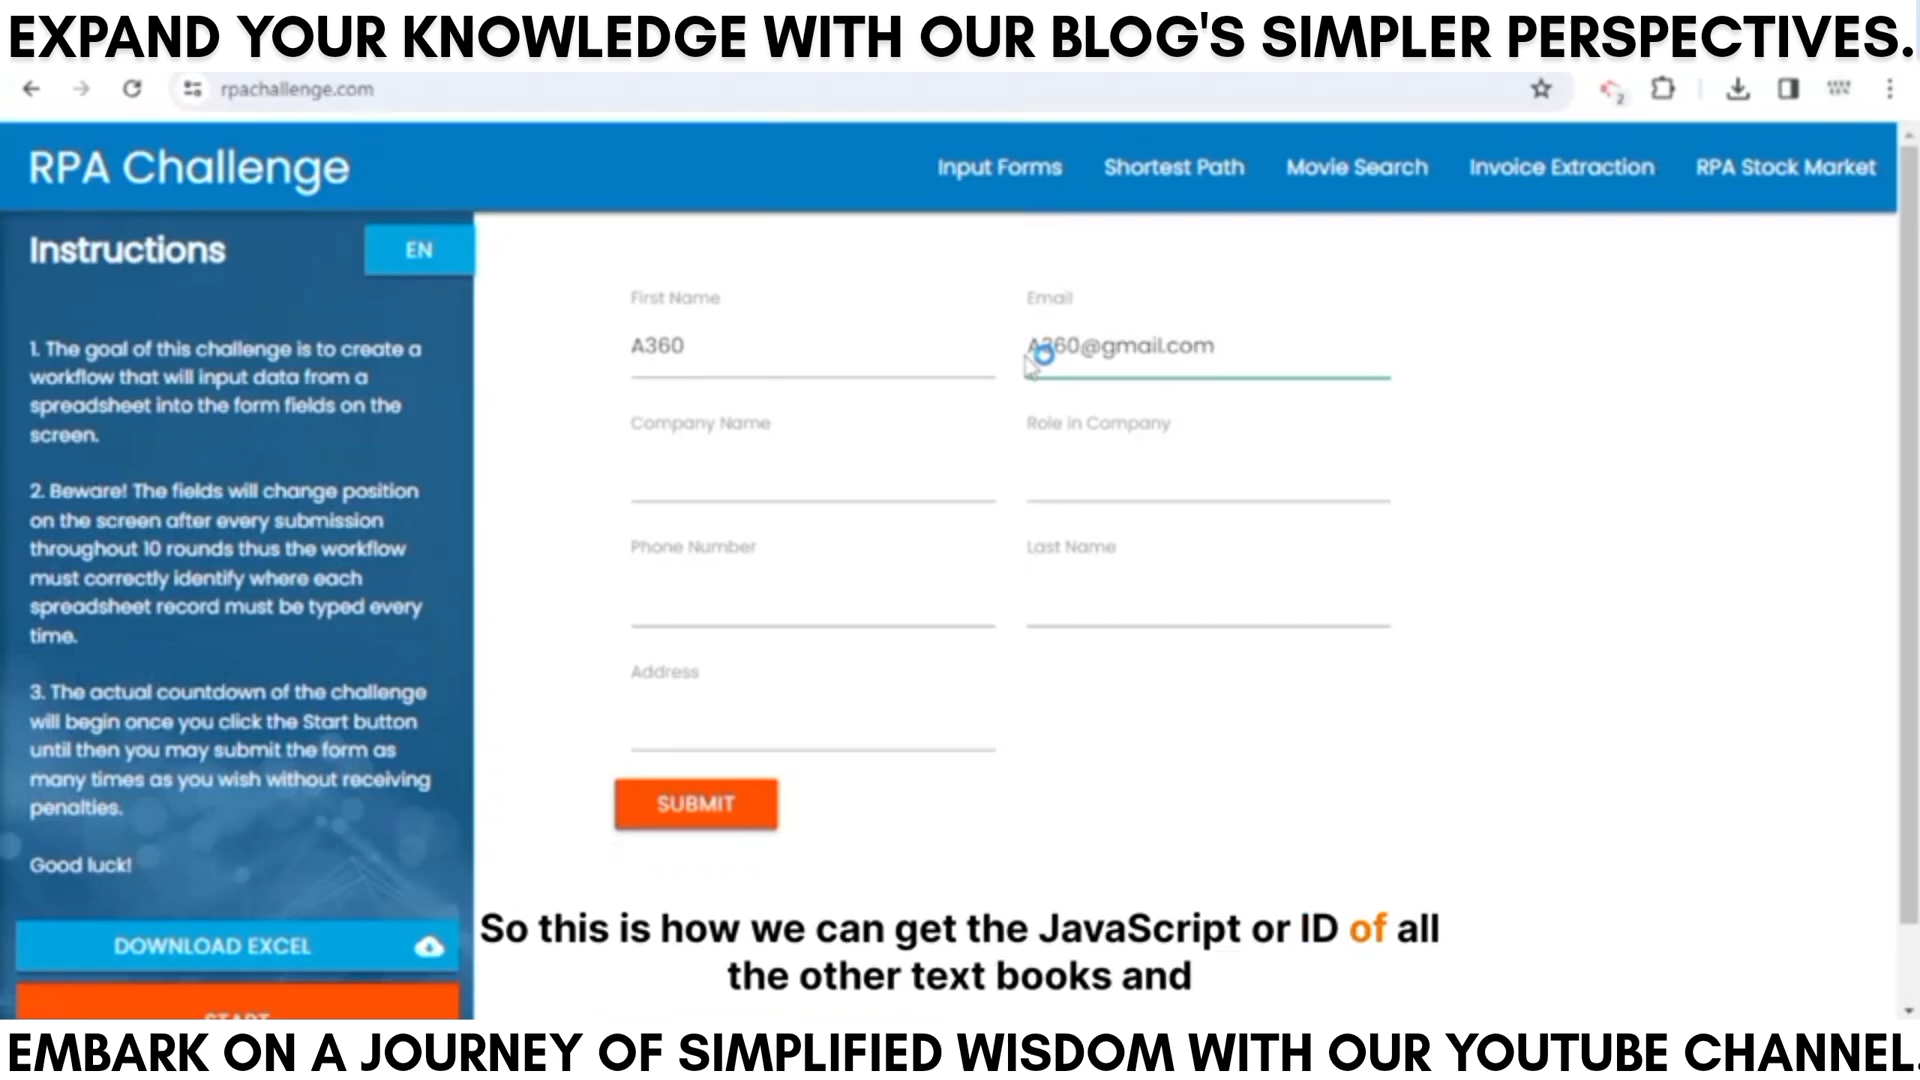 EXPAND YOUR KNOWLEDGE WITH OUR BLOG'S SIMPLER PERSPECTIVES.
rpachallenge.com
2
RPA Challenge
Input Forms
Shortest Path
Movie Search
Invoice Extraction
RPA Stock Market
Instructions
EN
1. The goal of this challenge is to create a
workflow that will input data from a
spreadsheet into the form fields on the
screen.
2. Beware! The fields will change position
on the screen after every submission
throughout 10 rounds thus the workflow
must correctly identify where each
spreadsheet record must be typed every
time.
3. The actual countdown of the challenge
will begin once you click the Start button
until then you may submit the form as
many times as you wish without receiving
penalties.
Good luck!
DOWNLOAD EXCEL
START
First Name
A360
Email
A360@gmail.com
Company Name
Role in Company
Phone Number
Last Name
Address
SUBMIT
So this is how we can get the JavaScript or ID of all
the other text books and
EMBARK ON A JOURNEY OF SIMPLIFIED WISDOM WITH OUR YOUTUBE CHANNEL.